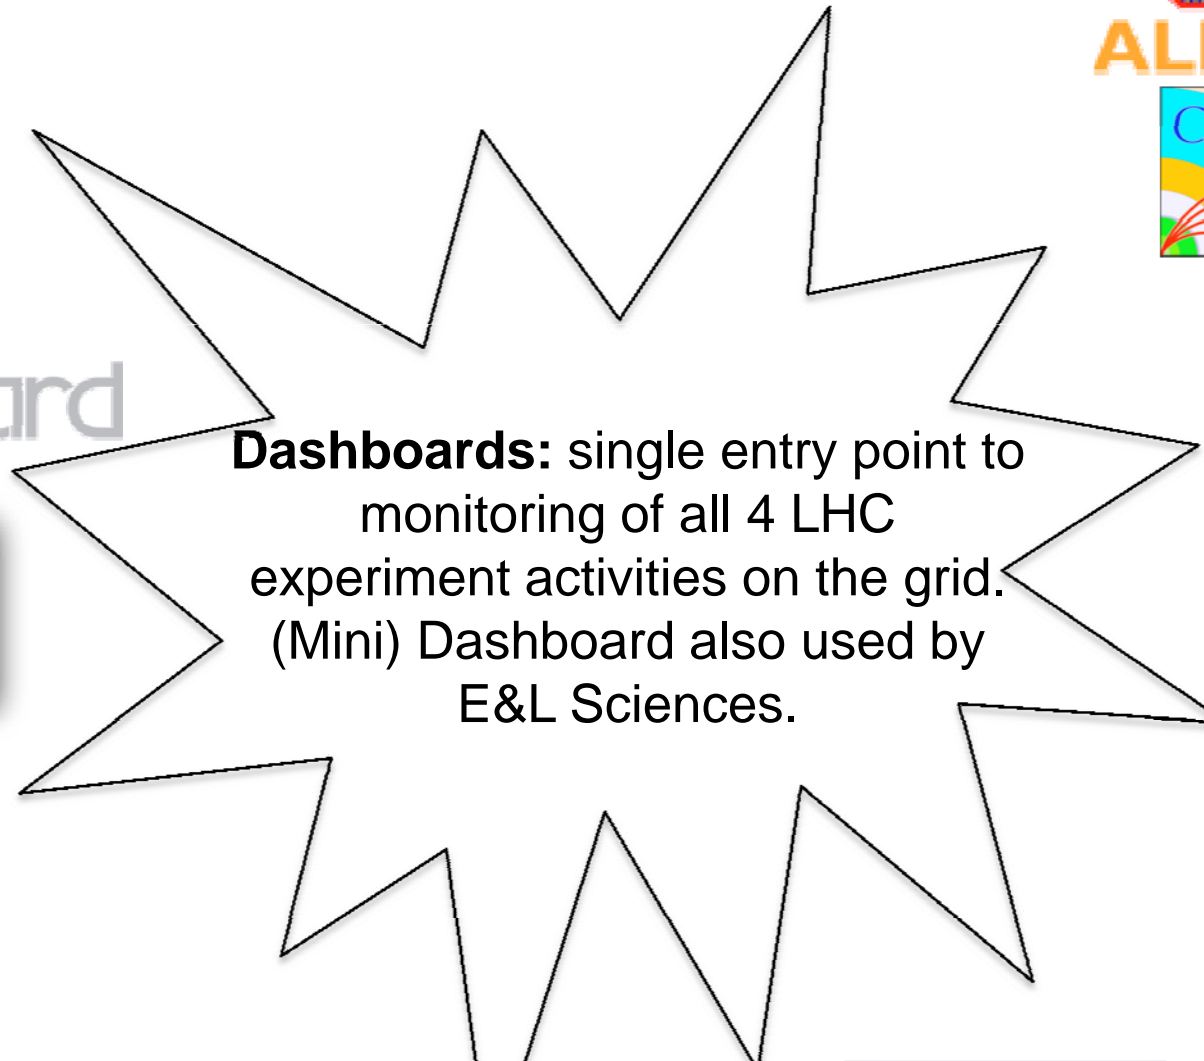 Dashboards: single entry point to
monitoring of all 4 LHC
experiment activities on the grid.
(Mini) Dashboard also used by
E&L Sciences.